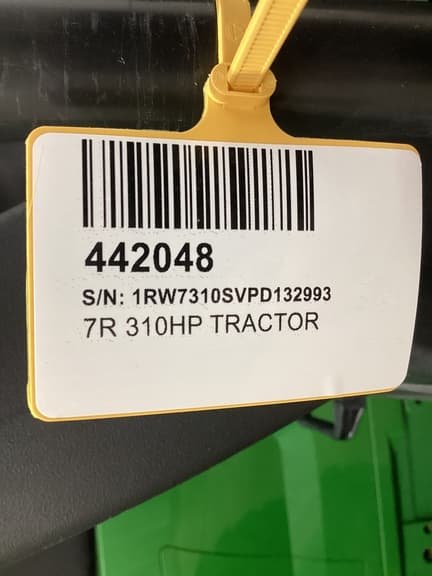 442048
S/N: 1RW7310SVPD132993
7R 310HP TRACTOR